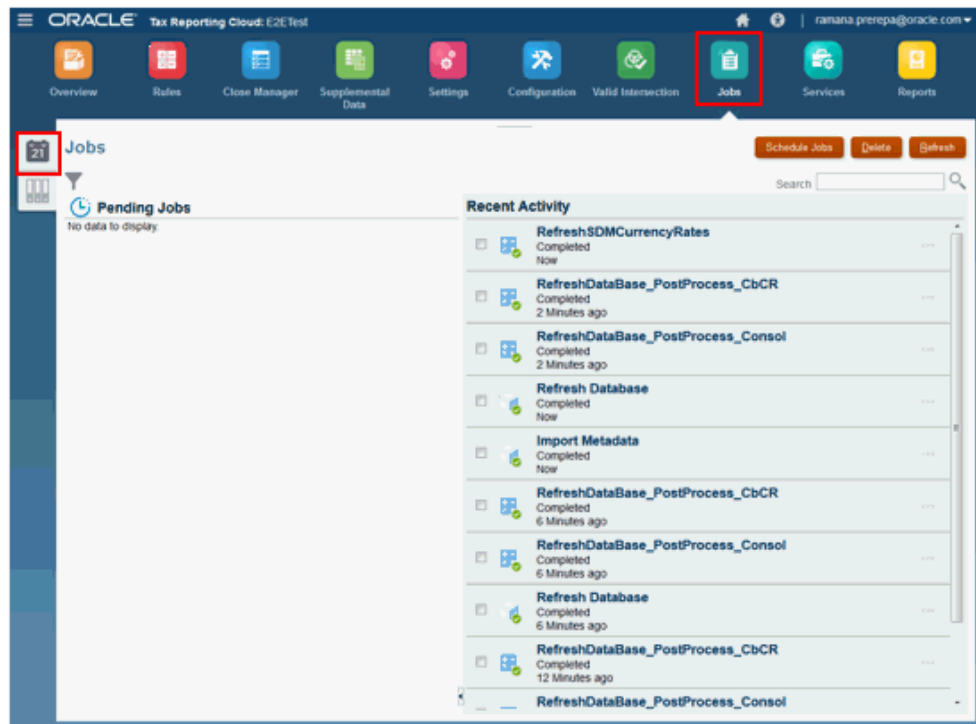 ORACLE Tax Reporting Cloud: E2ETest
ramana.prerepa@oracle.com
Overview
Rules
Close Manager
Supplemental
Data
Settings
Configuration
Valid Intersection
Jobs
Services
Reports
21
Jobs
Schedule Jobs
Delete
Refresh
Search
Pending Jobs
No data to display.
Recent Activity
RefreshSDMCurrencyRates
Completed
Now
RefreshDataBase_PostProcess_CbCR
Completed
2 Minutes ago
RefreshDataBase_PostProcess_Consol
Completed
2 Minutes ago
Refresh Database
Completed
Now
Import Metadata
Completed
Now
RefreshDataBase_PostProcess_CbCR
Completed
6 Minutes ago
RefreshDataBase_PostProcess_Consol
Completed
6 Minutes ago
Refresh Database
Completed
6 Minutes ago
RefreshDataBase_PostProcess_CbCR
Completed
12 Minutes ago
RefreshDataBase_PostProcess_Consol